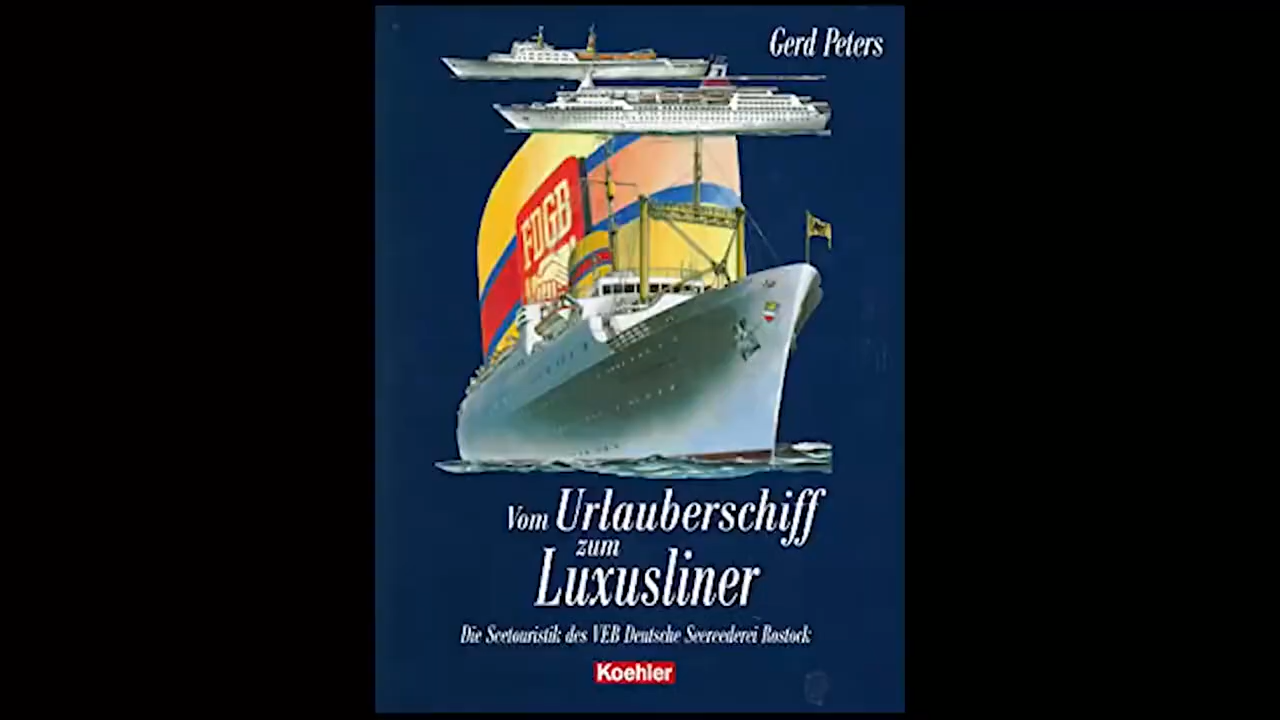 Gerd Peters
FDGB
Vom Urlauberschiff
zum
Luxusliner
Die Seetouristik des VEB Deutsche Seereederei Rostock
Koehler